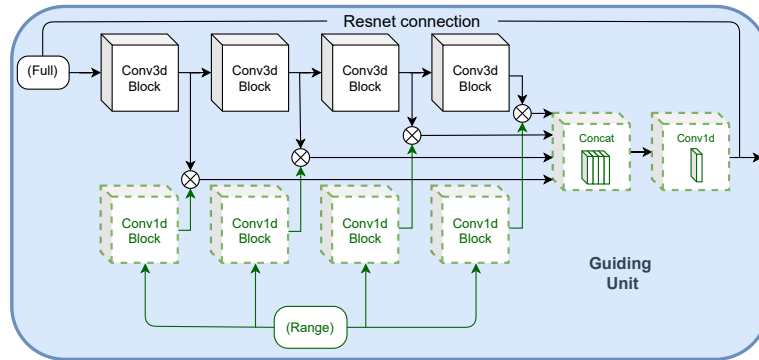 Resnet connection
(Full)
Conv3d
Block
Conv3d
Block
Conv3d
Block
Conv3d
Block
Concat
Conv1d
Conv1d
Block
Conv1d
Block
Conv1d
Block
Conv1d
Block
Guiding
Unit
(Range)